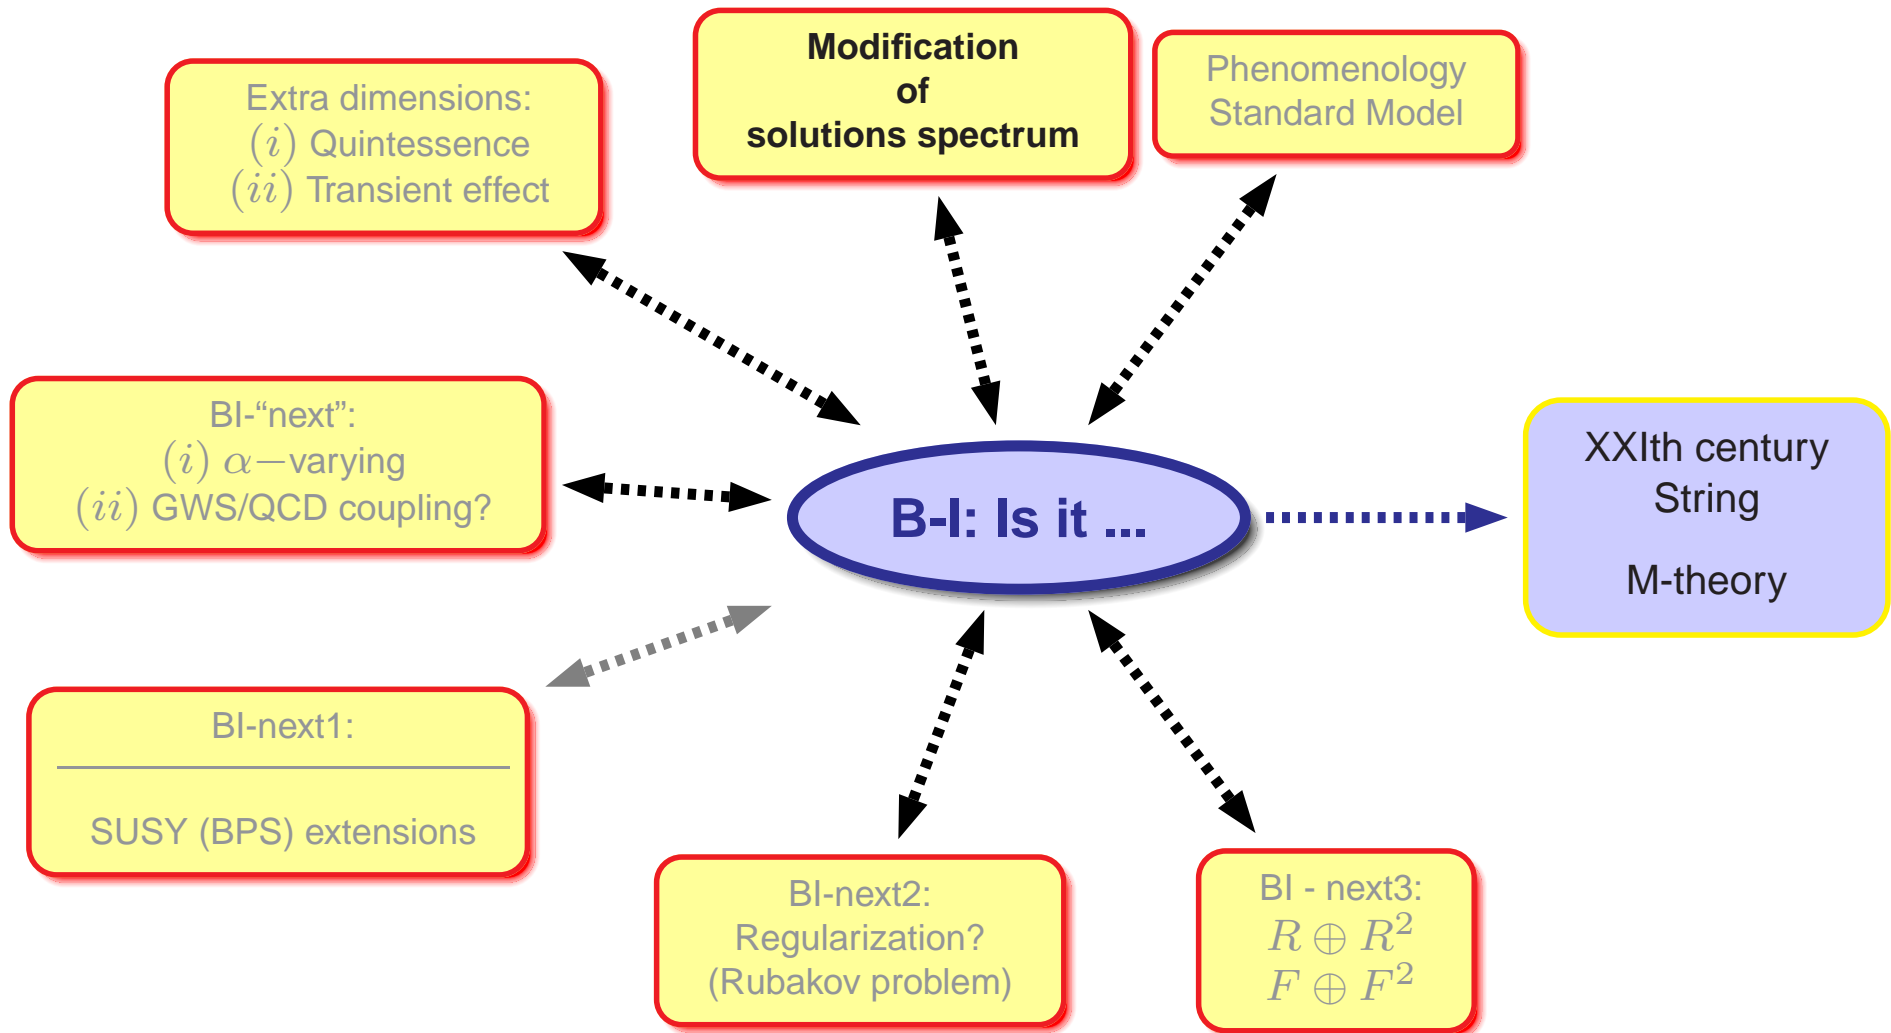 Modification
of
solutions spectrum
Phenomenology
Standard Model
Extra dimensions:
(i) Quintessence
(ii) Transient effect
BI-“next”:
(i) α−varying
(ii) GWS/QCD coupling?
B-I: Is it ...
XXIth century
String
M-theory
BI-next1:
SUSY (BPS) extensions
BI-next2:
Regularization?
(Rubakov problem)
BI - next3:
R ⊕ R²
F ⊕ F²